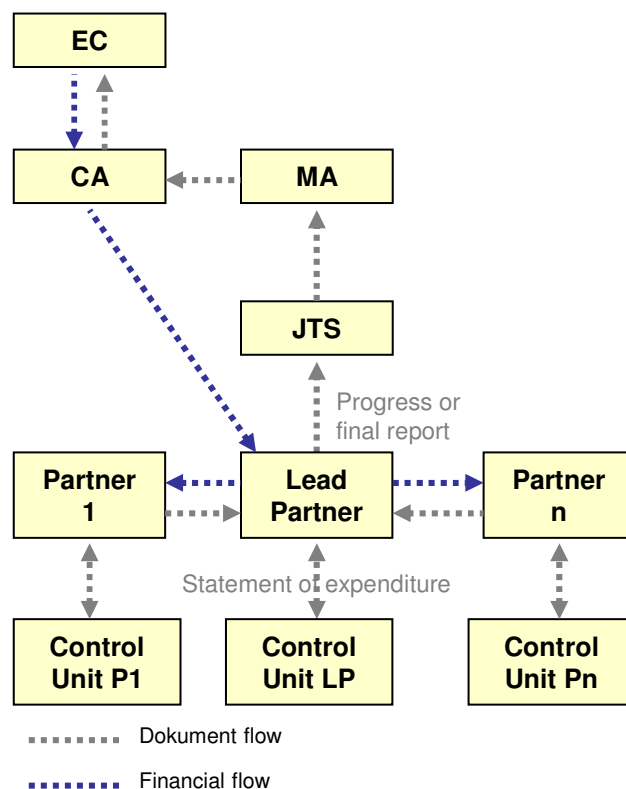 EC
CA
MA
JTS
Progress or
final report
Partner
1
Lead
Partner
Partner
n
Statement of expenditure
Control
Unit P1
Control
Unit LP
Control
Unit Pn
Dokument flow
Financial flow